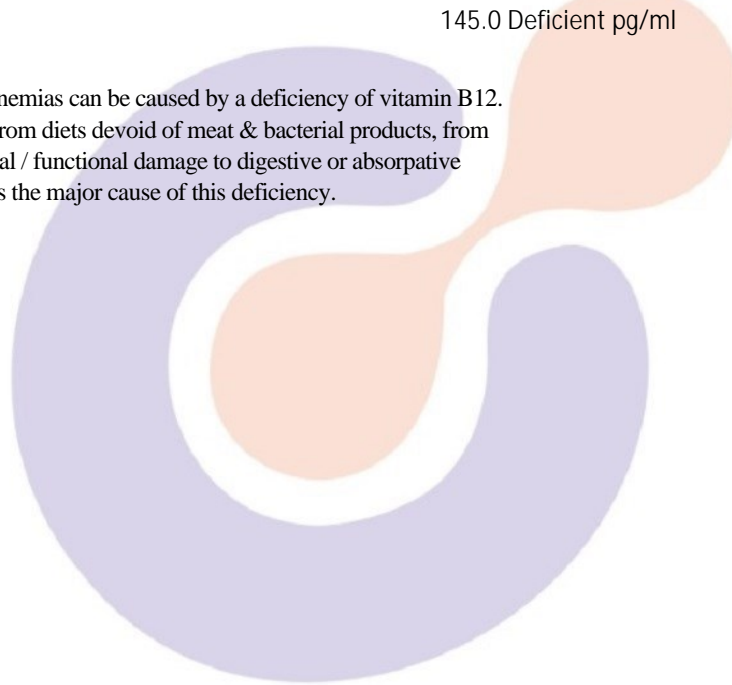 145.0 Deficient pg/ml
nemias can be caused by a deficiency of vitamin B12.
rom diets devoid of meat & bacterial products, from
al / functional damage to digestive or absorpative
s the major cause of this deficiency.